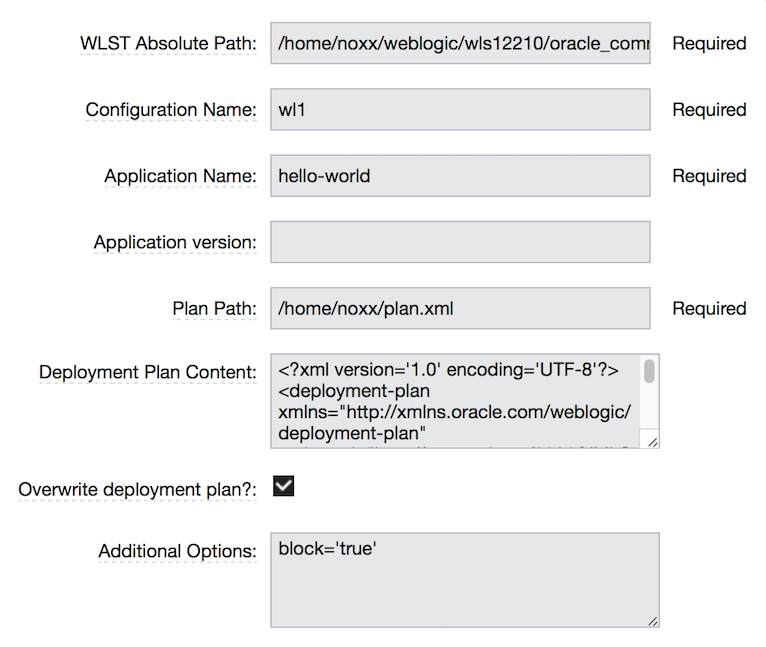 WLST Absolute Path: /home/noxx/weblogic/wls12210/oracle_com Required
Configuration Name: wl1 Required
Application Name: hello-world Required
Application version:
Plan Path: /home/noxx/plan.xml Required
Deployment Plan Content: <?xml version='1.0' encoding='UTF-8'?>
<deployment-plan
xmlns="http://xmlns.oracle.com/weblogic/
deployment-plan"
Overwrite deployment plan?:
Additional Options: block='true'